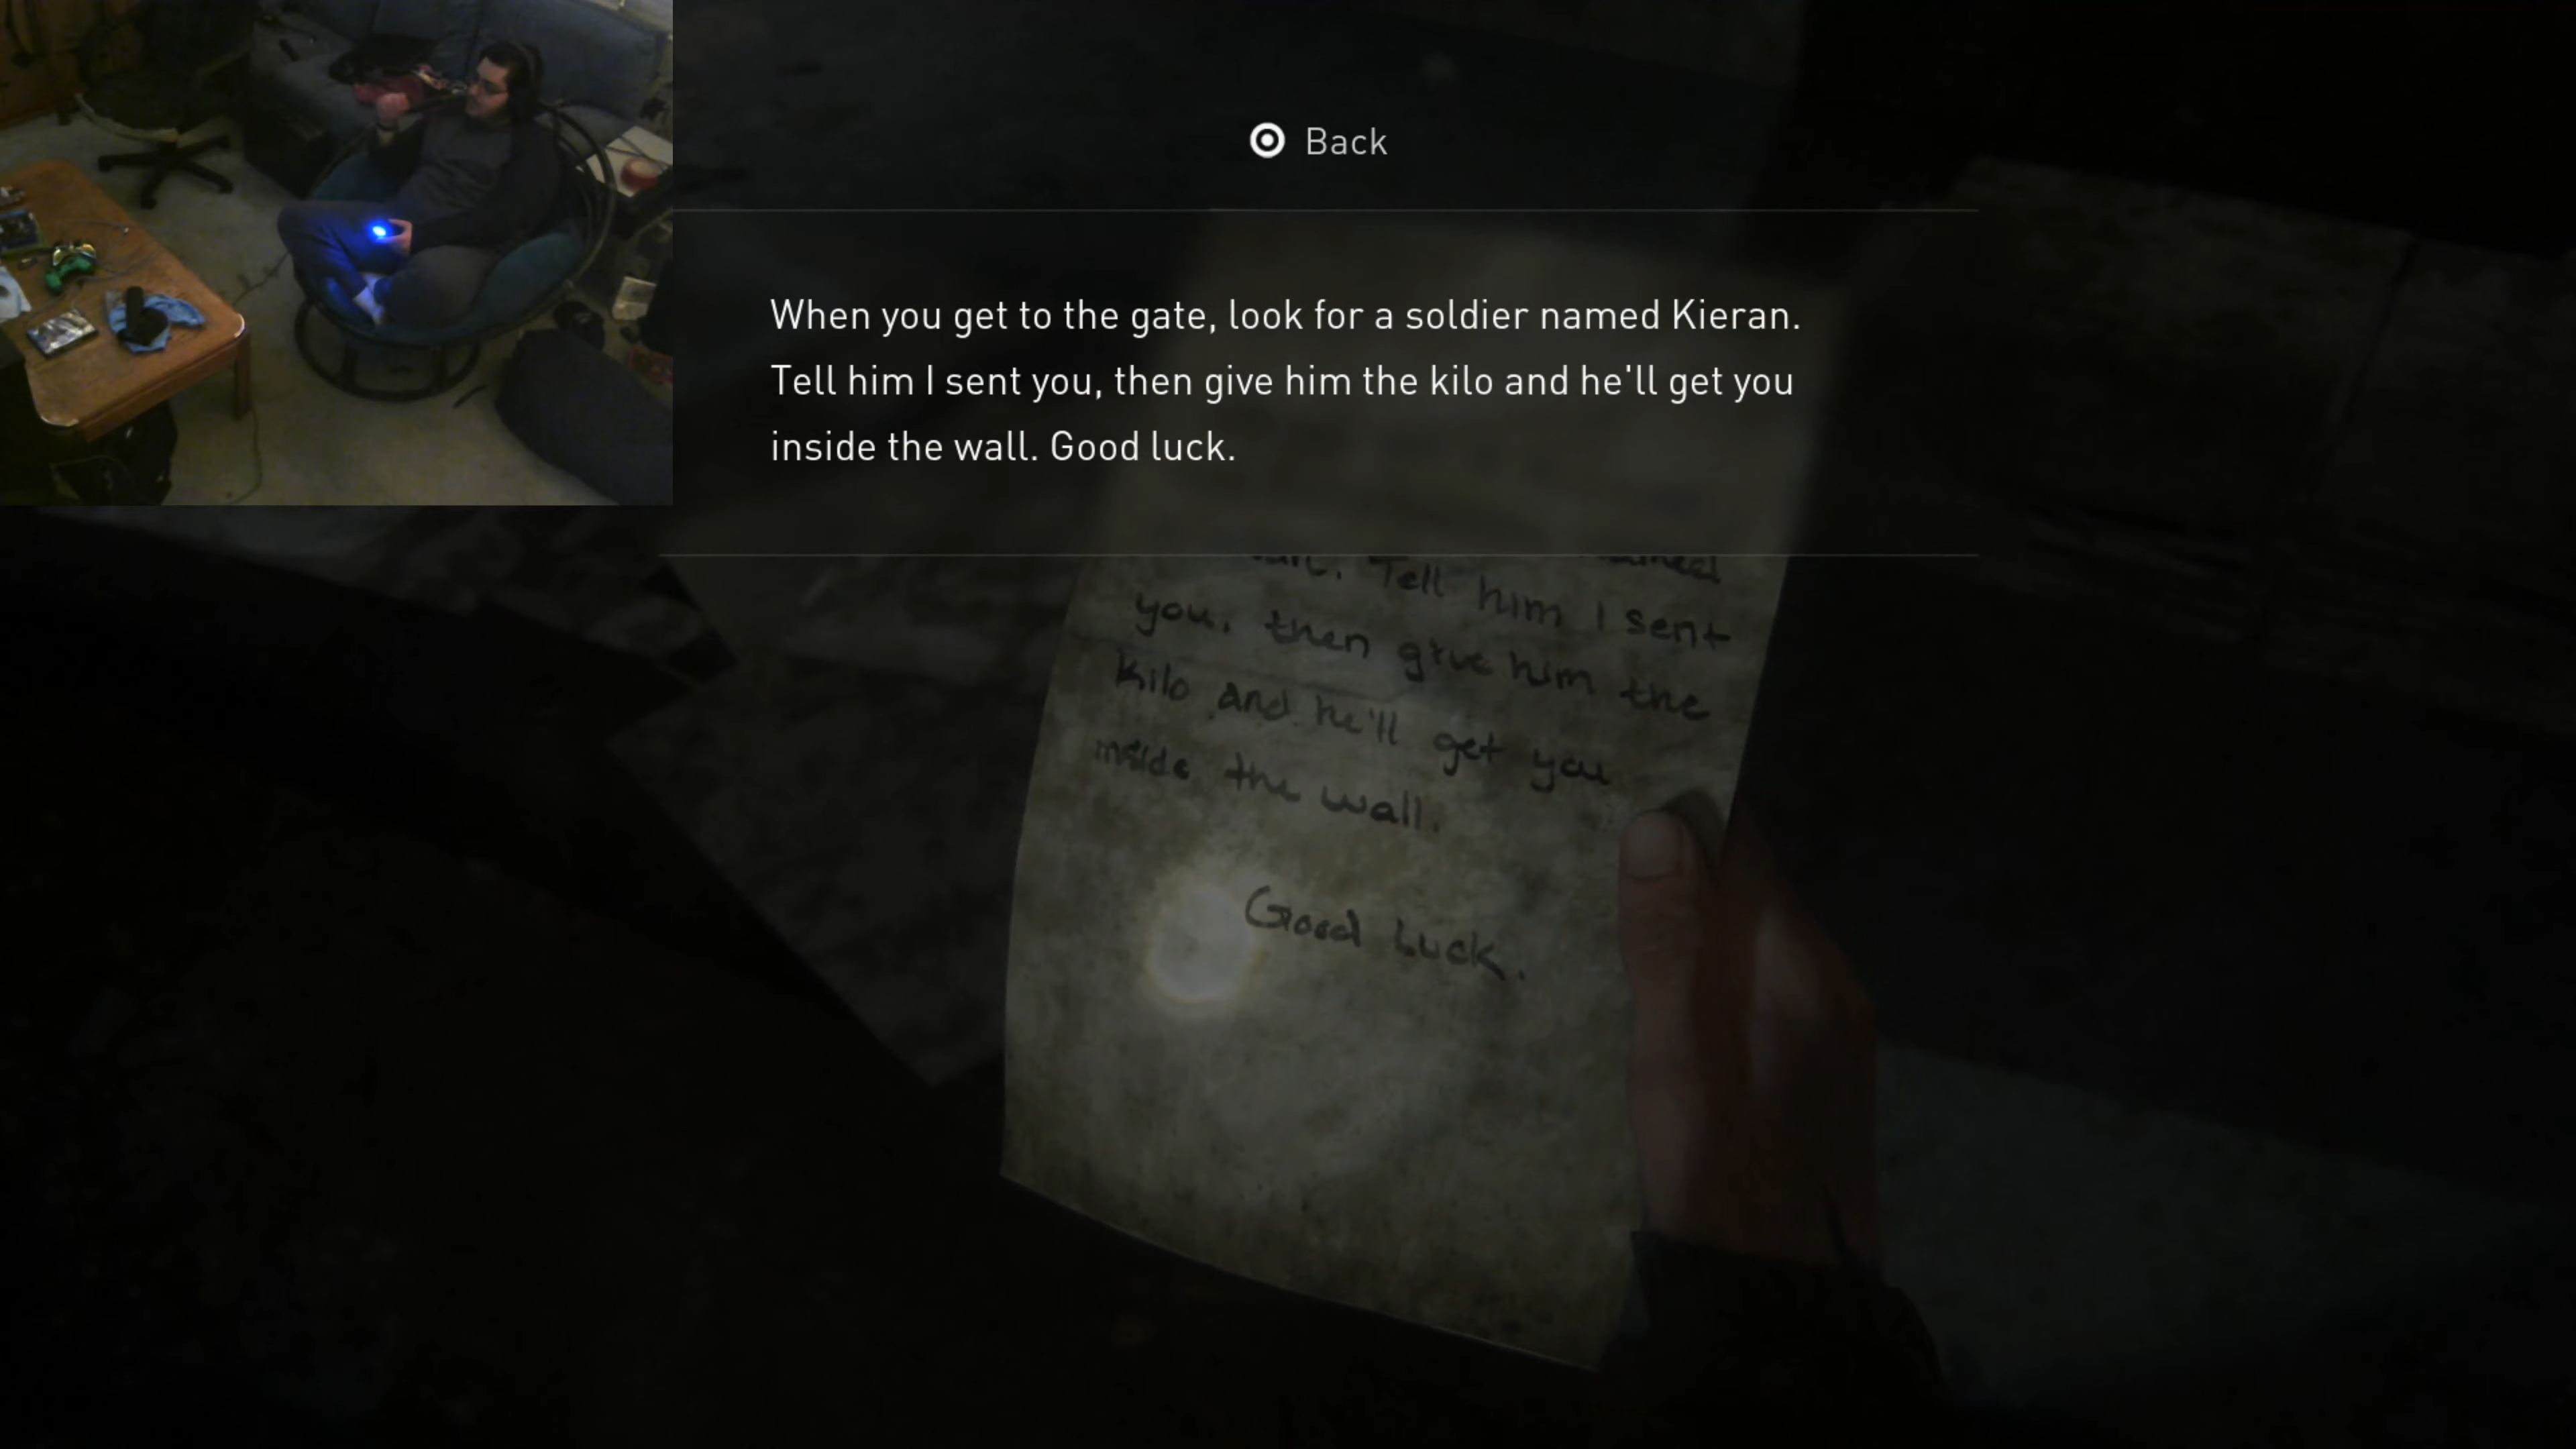 Back
When you get to the gate, look for a soldier named Kieran.
Tell him I sent you, then give him the kilo and he'll get you
inside the wall. Good luck.
Tell him I sent
you, then give him the
kilo and he'll get you
inside the wall.
Good Luck.